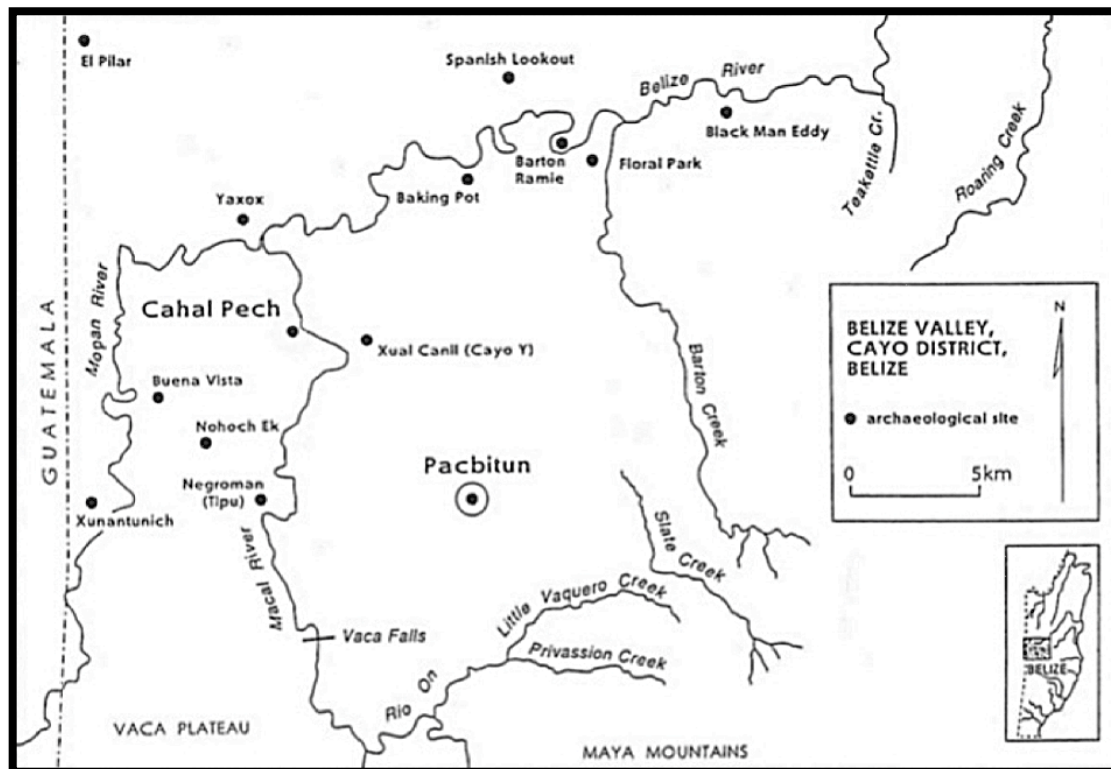 El Pilar
Spanish Lookout
Belize River
Black Man Eddy
Teakettle Cr.
Roaring Creek
Barton
Ramie
Floral Park
Baking Pot
Yaxox
GUATEMALA
Mopan River
Cahal Pech
Xual Canil (Cayo Y)
Barton Creek
Buena Vista
Nohoch Ek
Negroman
(Tipu)
Pacbitun
Xunantunich
Macal River
Slate Creek
Little Vaquero Creek
Vaca Falls
Privassion Creek
Rio On
VACA PLATEAU
MAYA MOUNTAINS
BELIZE VALLEY,
CAYO DISTRICT,
BELIZE
N
archaeological site
0 5km
BELIZE